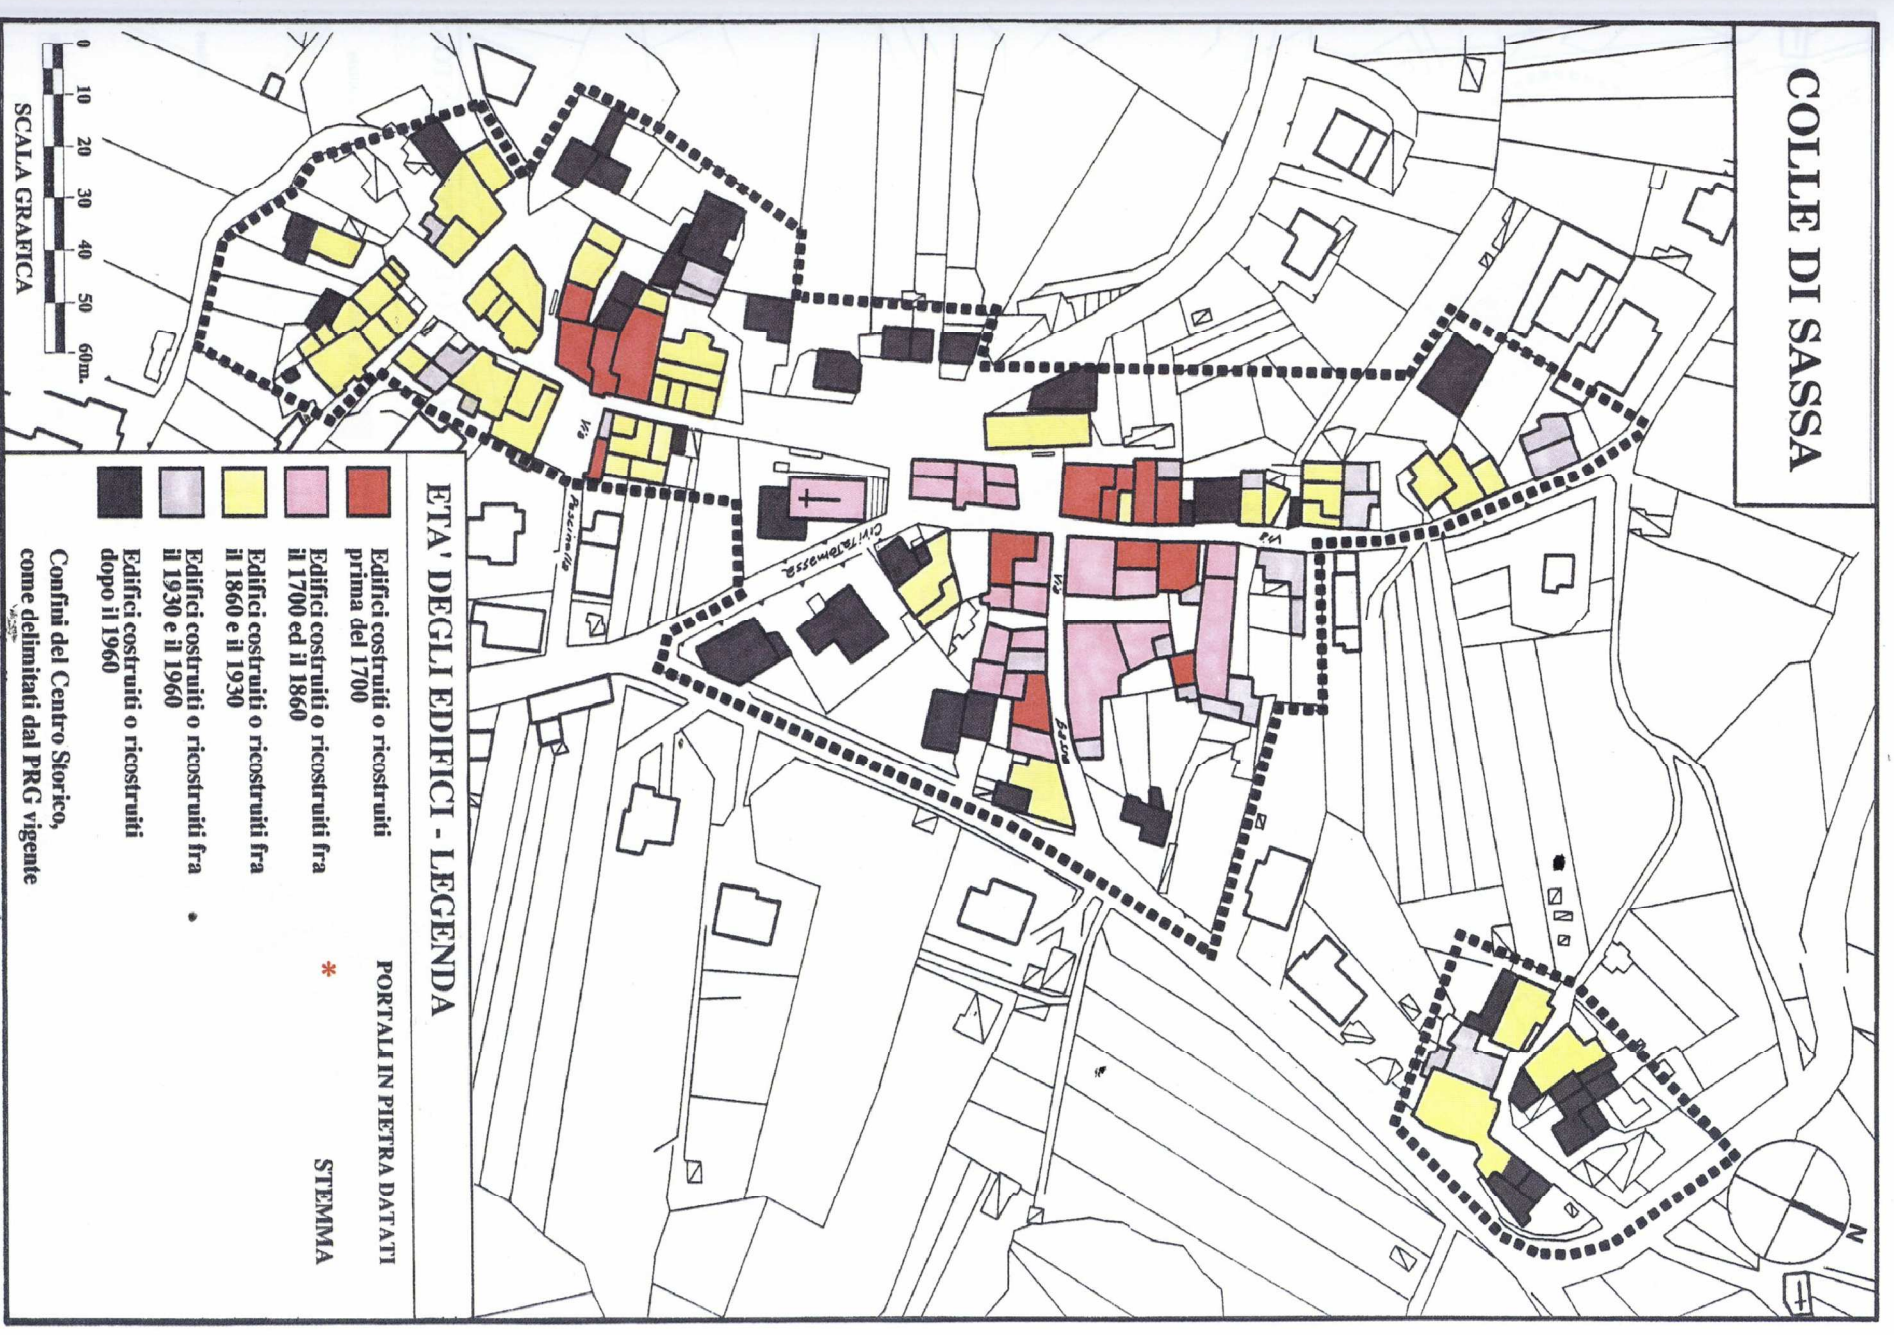 COLLE DI SASSA
N
Via
Via
Via
Bassa
Civitatomassa
0 10 20 30 40 50 60m.
SCALA GRAFICA
ETA' DEGLI EDIFICI - LEGENDA
Edifici costruiti o ricostruiti
prima del 1700
Edifici costruiti o ricostruiti fra
il 1700 ed il 1860
Edifici costruiti o ricostruiti fra
il 1860 e il 1930
Edifici costruiti o ricostruiti fra
il 1930 e il 1960
Edifici costruiti o ricostruiti
dopo il 1960
Confini del Centro Storico,
come delimitati dal PRG vigente
PORTALI IN PIETRA DATATI
*
STEMMA